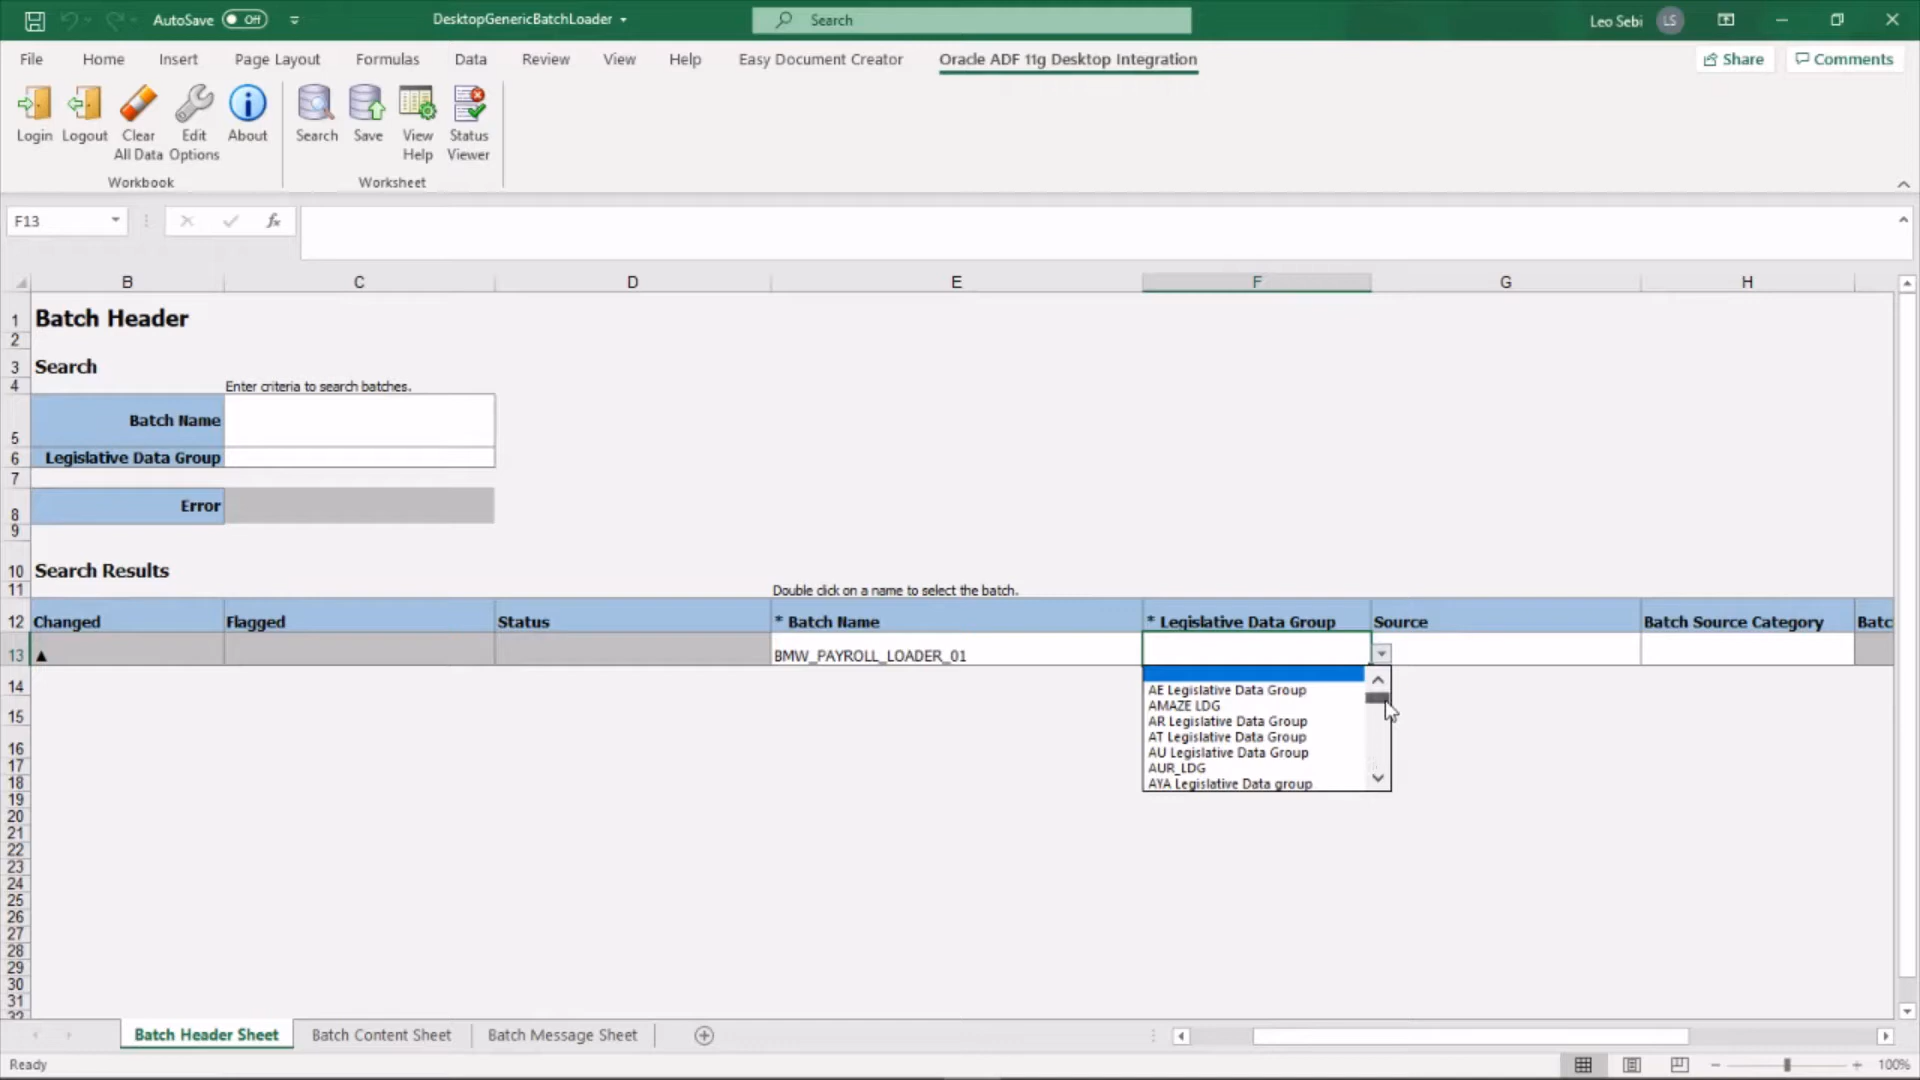 AutoSave Off DesktopGenericBatchLoader Search Leo Sebi LS
File Home Insert Page Layout Formulas Data Review View Help Easy Document Creator Oracle ADF 11g Desktop Integration Share Comments
Login Logout Clear Edit About Search Save View Status
All Data Options Help Viewer
Workbook Worksheet
F13 fx
B C D E F G H
1 Batch Header
2
3 Search
4 Enter criteria to search batches.
5 Batch Name
6 Legislative Data Group
7
8 Error
9
10 Search Results
11 Double click on a name to select the batch.
12 Changed Flagged Status * Batch Name * Legislative Data Group Source Batch Source Category Batc
13 ▲ BMW_PAYROLL_LOADER_01
14 AE Legislative Data Group
AMAZE LDG
15 AR Legislative Data Group
AT Legislative Data Group
16 AU Legislative Data Group
17 AUR_LDG
18 AYA Legislative Data group
19
20
21
22
23
24
25
26
27
28
29
30
31
32
Batch Header Sheet Batch Content Sheet Batch Message Sheet
Ready 100%